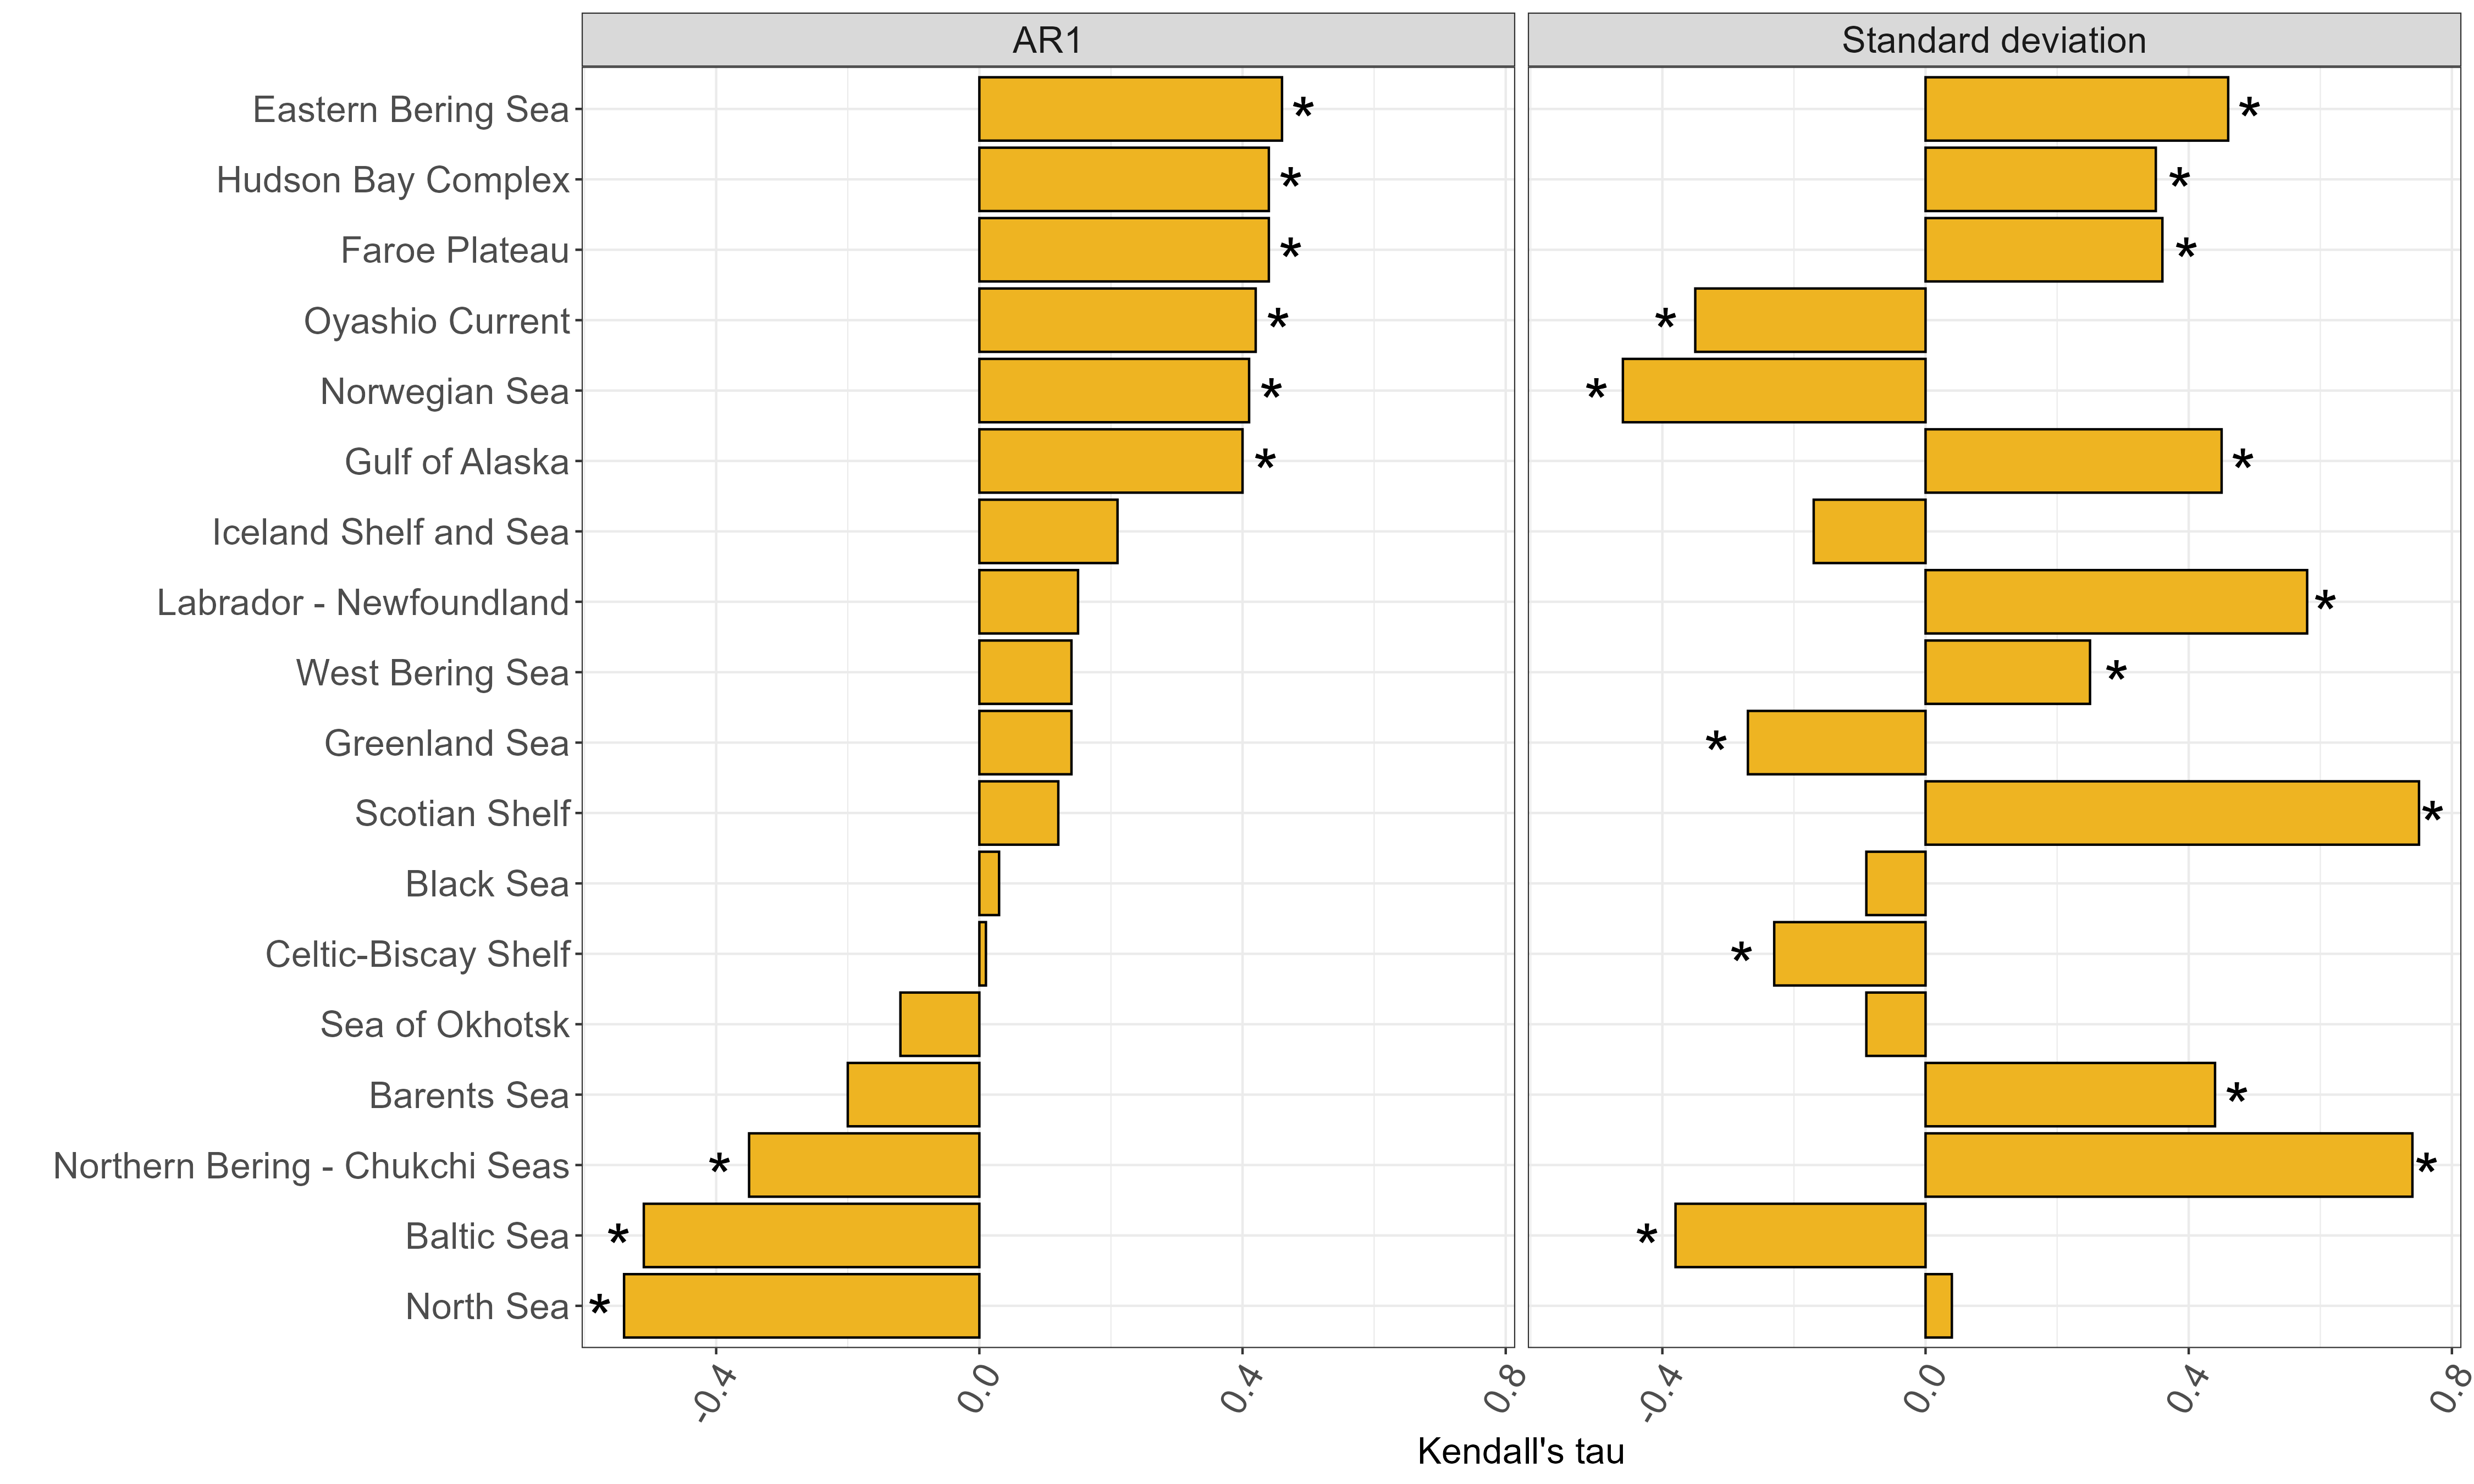 AR1
Standard deviation
Eastern Bering Sea
*
*
Hudson Bay Complex
*
*
Faroe Plateau
*
*
Oyashio Current
*
*
Norwegian Sea
*
*
Gulf of Alaska
*
*
Iceland Shelf and Sea
Labrador - Newfoundland
*
West Bering Sea
*
Greenland Sea
*
Scotian Shelf
*
Black Sea
Celtic-Biscay Shelf
*
Sea of Okhotsk
Barents Sea
*
Northern Bering - Chukchi Seas
*
*
Baltic Sea
*
*
North Sea
*
-0.4
0.0
0.4
0.8
-0.4
0.0
0.4
0.8
Kendall's tau